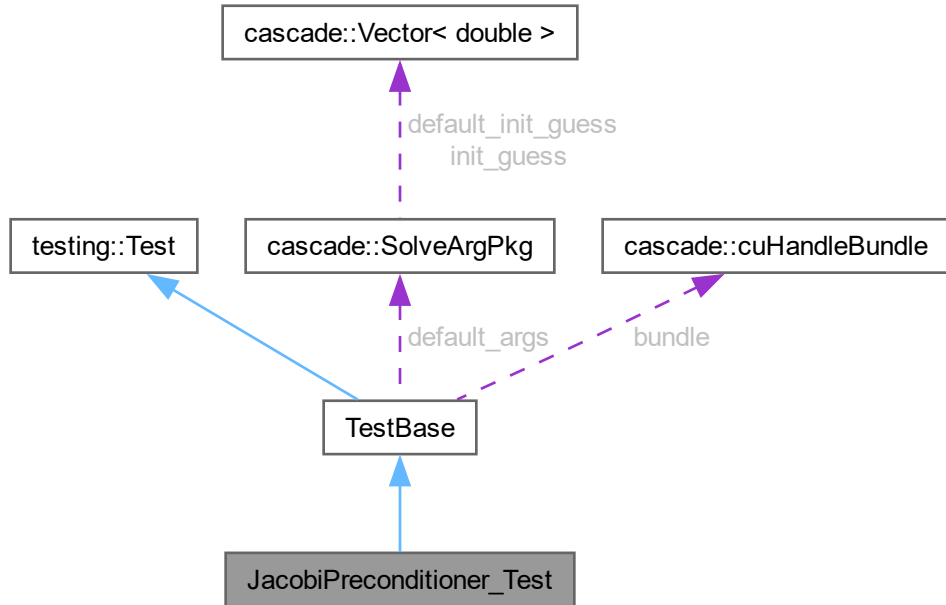 cascade::Vector< double >
default_init_guess
init_guess
testing::Test
cascade::SolveArgPkg
cascade::cuHandleBundle
default_args
bundle
TestBase
JacobiPreconditioner_Test